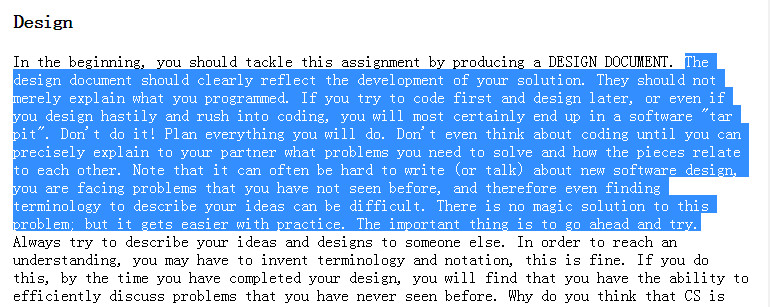 Design
In the beginning, you should tackle this assignment by producing a DESIGN DOCUMENT. The
design document should clearly reflect the development of your solution. They should not
merely explain what you programmed. If you try to code first and design later, or even if
you design hastily and rush into coding, you will most certainly end up in a software "tar
pit". Don't do it! Plan everything you will do. Don't even think about coding until you can
precisely explain to your partner what problems you need to solve and how the pieces relate
to each other. Note that it can often be hard to write (or talk) about new software design,
you are facing problems that you have not seen before, and therefore even finding
terminology to describe your ideas can be difficult. There is no magic solution to this
problem; but it gets easier with practice. The important thing is to go ahead and try.
Always try to describe your ideas and designs to someone else. In order to reach an
understanding, you may have to invent terminology and notation, this is fine. If you do
this, by the time you have completed your design, you will find that you have the ability to
efficiently discuss problems that you have never seen before. Why do you think that CS is